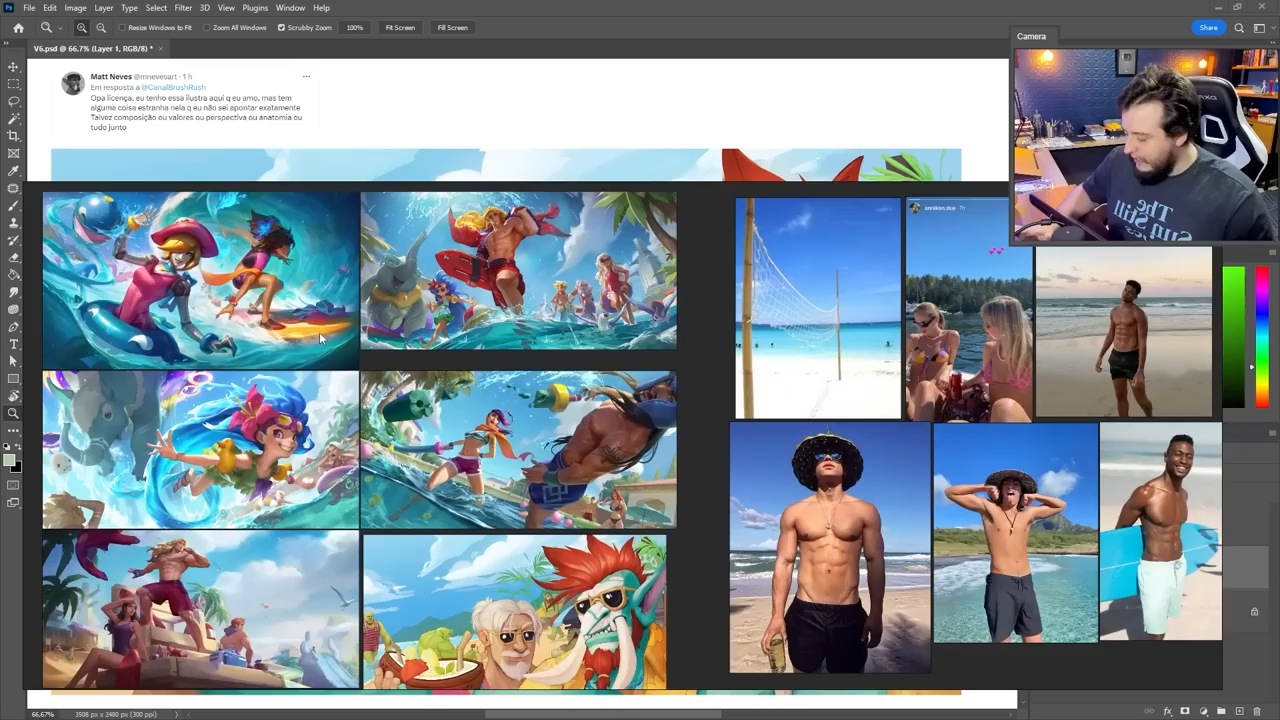 File Edit Image Layer Type Select Filter 3D View Plugins Window Help
Resize Windows to Fit Zoom All Windows Scrubby Zoom 100% Fit Screen Fill Screen
Share
V6.psd @ 66,7% (Layer 1, RGB/8) *
Camera
Matt Neves @mnevesart · 1 h
Em resposta a @CanalBrushRush
Opa licença, eu tenho essa ilustra aqui q eu amo, mas tem
alguma coisa estranha nela q eu não sei apontar exatamente
Talvez composição ou valores ou perspectiva ou anatomia ou
tudo junto
anniken.due 7h
66,67% 3508 px x 2480 px (300 ppi)